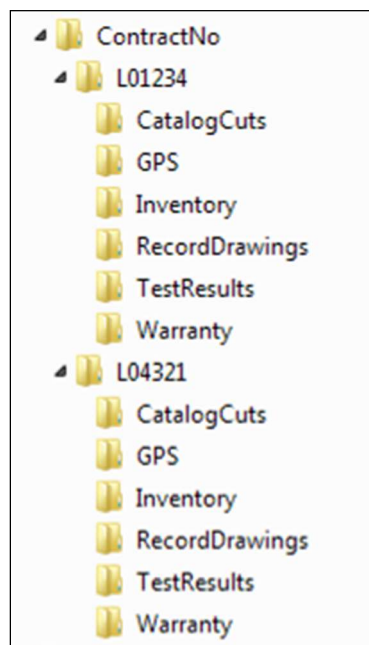 ContractNo
L01234
CatalogCuts
GPS
Inventory
RecordDrawings
TestResults
Warranty
L04321
CatalogCuts
GPS
Inventory
RecordDrawings
TestResults
Warranty